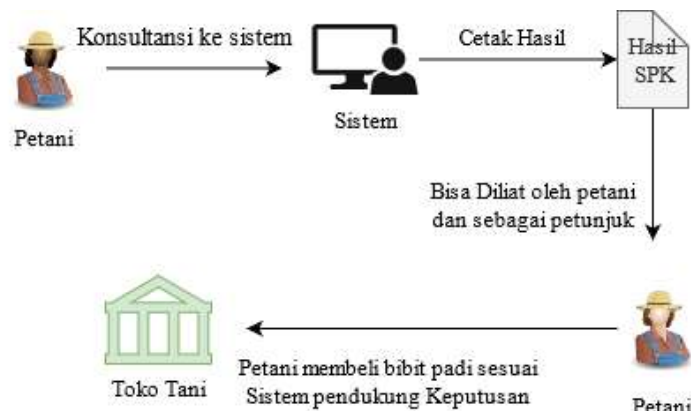 Konsultansi ke sistem
Cetak Hasil
Hasil
SPK
Petani
Sistem
Bisa Diliat oleh petani
dan sebagai petunjuk
Toko Tani
Petani membeli bibit padi sesuai
Sistem pendukung Keputusan
Petani